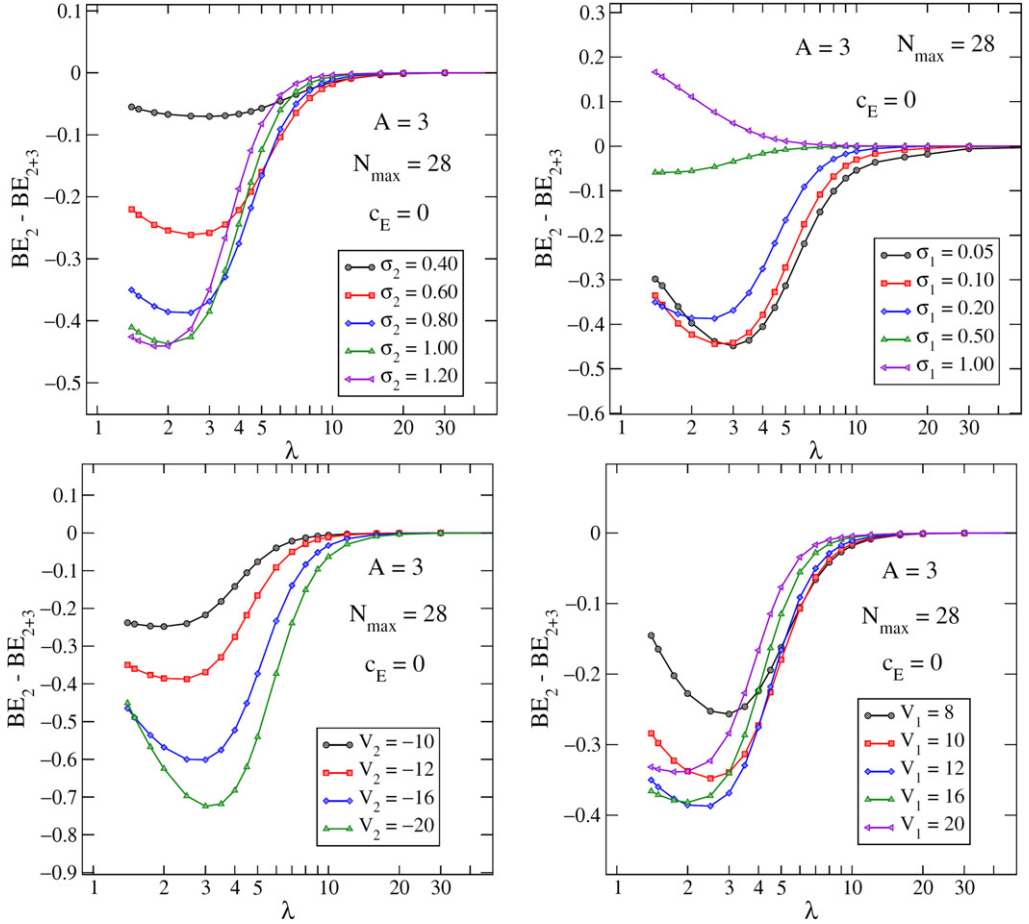 0.1
0
−0.1
−0.2
−0.3
−0.4
−0.5
BE₂ - BE₂₊₃
A = 3
N_max = 28
c_E = 0
σ₂ = 0.40
σ₂ = 0.60
σ₂ = 0.80
σ₂ = 1.00
σ₂ = 1.20
1 2 3 4 5 10 20 30
λ
0.3
0.2
0.1
0
−0.1
−0.2
−0.3
−0.4
−0.5
−0.6
BE₂ - BE₂₊₃
A = 3 N_max = 28
c_E = 0
σ₁ = 0.05
σ₁ = 0.10
σ₁ = 0.20
σ₁ = 0.50
σ₁ = 1.00
1 2 3 4 5 10 20 30
λ
0.1
0
−0.1
−0.2
−0.3
−0.4
−0.5
−0.6
−0.7
−0.8
−0.9
BE₂ - BE₂₊₃
A = 3
N_max = 28
c_E = 0
V₂ = −10
V₂ = −12
V₂ = −16
V₂ = −20
1 2 3 4 5 10 20 30
λ
0
−0.1
−0.2
−0.3
−0.4
BE₂ - BE₂₊₃
A = 3
N_max = 28
c_E = 0
V₁ = 8
V₁ = 10
V₁ = 12
V₁ = 16
V₁ = 20
1 2 3 4 5 10 20 30
λ